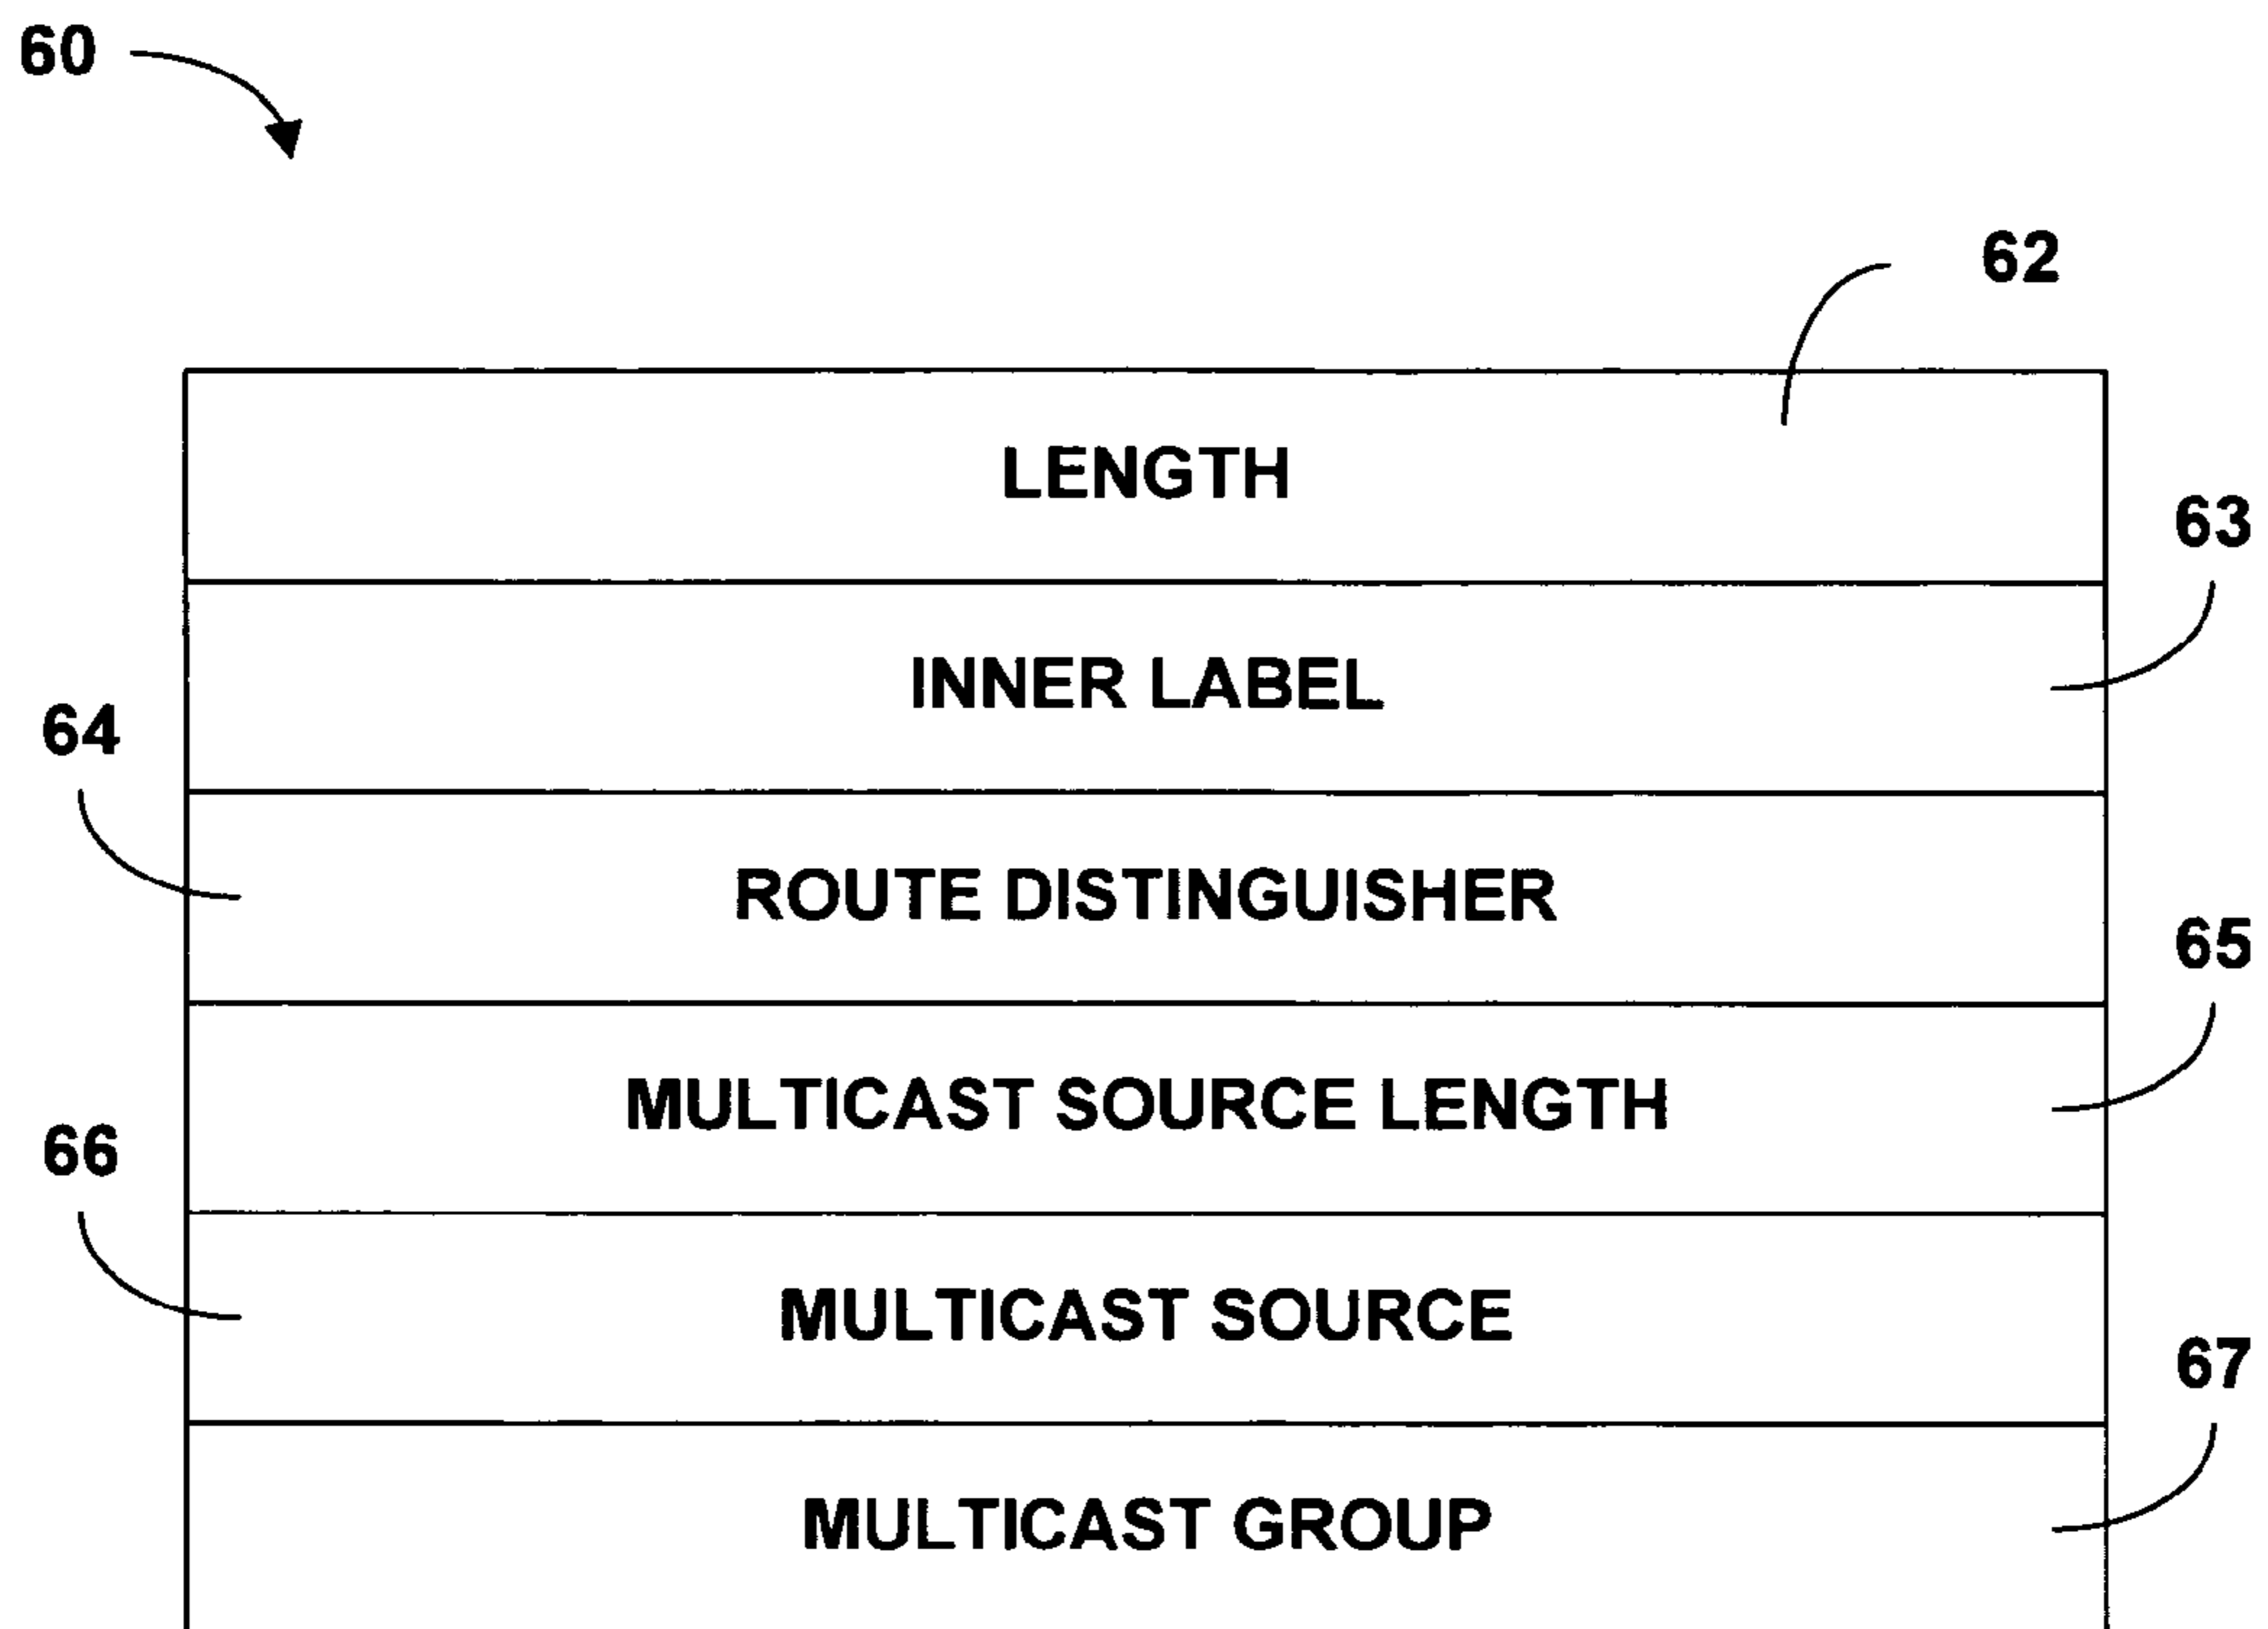 60
62
LENGTH
63
INNER LABEL
64
ROUTE DISTINGUISHER
65
MULTICAST SOURCE LENGTH
66
MULTICAST SOURCE
67
MULTICAST GROUP